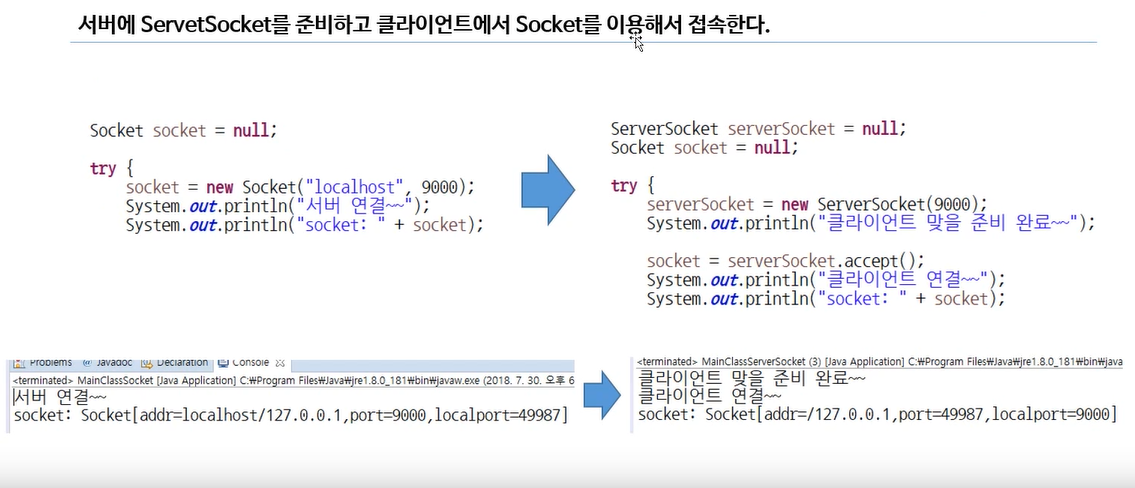 서버에 ServetSocket를 준비하고 클라이언트에서 Socket를 이용해서 접속한다.
Socket socket = null;
try {
socket = new Socket("localhost", 9000);
System.out.println("서버 연결~~");
System.out.println("socket: " + socket);
ServerSocket serverSocket = null;
Socket socket = null;
try {
serverSocket = new ServerSocket(9000);
System.out.println("클라이언트 맞을 준비 완료~~");
socket = serverSocket.accept();
System.out.println("클라이언트 연결~~");
System.out.println("socket: " + socket);
Problems @ Javadoc Declaration Console
<terminated> MainClassSocket [Java Application] C:₩Program Files₩Java₩jre1.8.0_181₩bin₩javaw.exe (2018. 7. 30. 오후 6
서버 연결~~
socket: Socket[addr=localhost/127.0.0.1,port=9000,localport=49987]
<terminated> MainClassServerSocket (3) [Java Application] C:₩Program Files₩Java₩jre1.8.0_181₩bin₩java
클라이언트 맞을 준비 완료~~
클라이언트 연결~~
socket: Socket[addr=/127.0.0.1,port=49987,localport=9000]